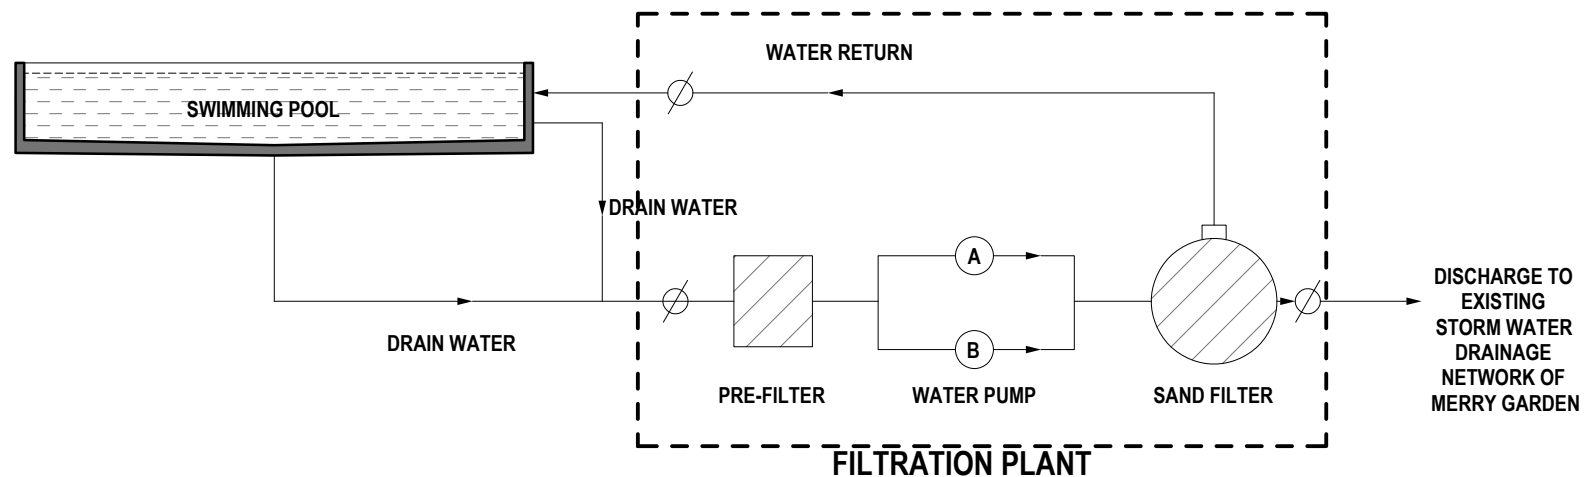 WATER RETURN
SWIMMING POOL
DRAIN WATER
A
DISCHARGE TO
EXISTING
STORM WATER
DRAINAGE
NETWORK OF
MERRY GARDEN
DRAIN WATER
B
PRE-FILTER
WATER PUMP
SAND FILTER
FILTRATION PLANT